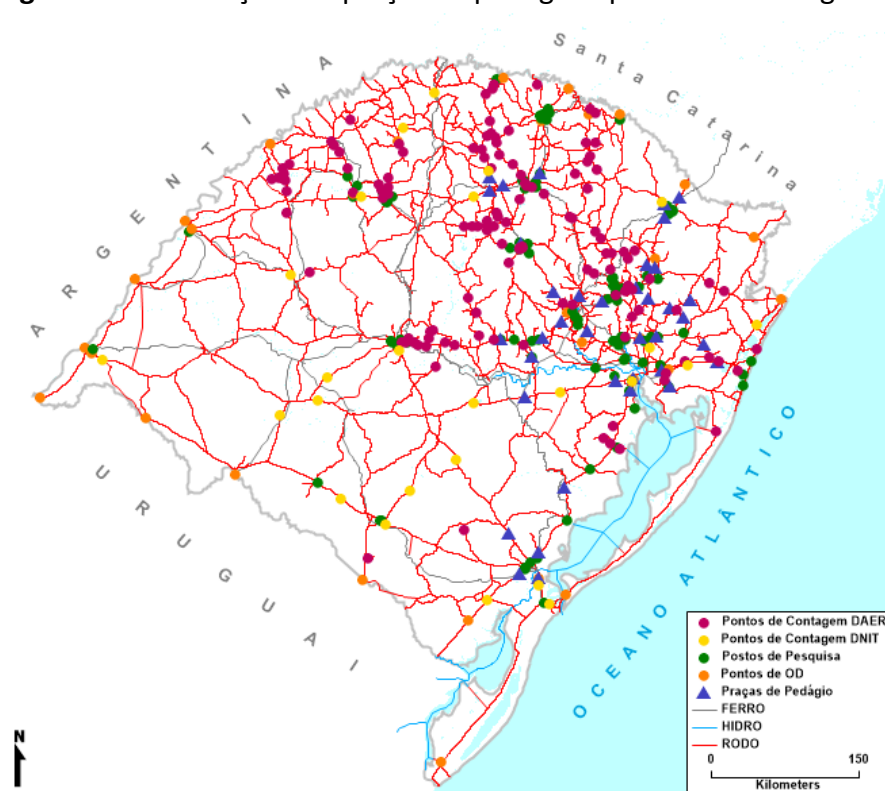 Santa Catarina
ARGENTINA
ARGENTINA
URUGUAI
OCEANO ATLÂNTICO
Pontos de Contagem DAER
Pontos de Contagem DNIT
Postos de Pesquisa
Pontos de OD
Praças de Pedágio
FERRO
HIDRO
RODO
N
0 150
Kilometers